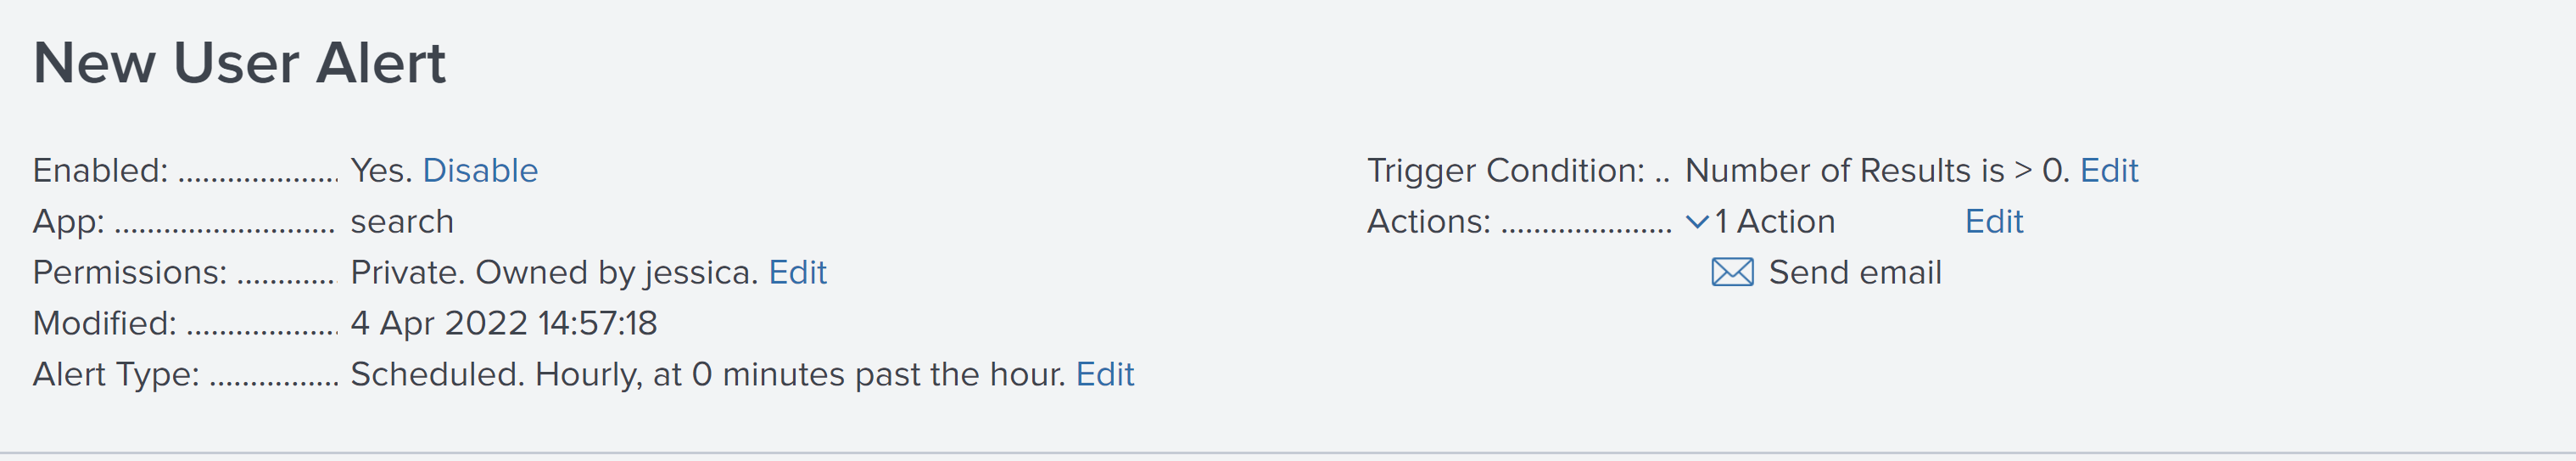 New User Alert
Enabled: .................... Yes. Disable
App: ........................... search
Permissions: ............ Private. Owned by jessica. Edit
Modified: ................... 4 Apr 2022 14:57:18
Alert Type: ................ Scheduled. Hourly, at 0 minutes past the hour. Edit
Trigger Condition: .. Number of Results is > 0. Edit
Actions: ..................... 1 Action Edit
Send email